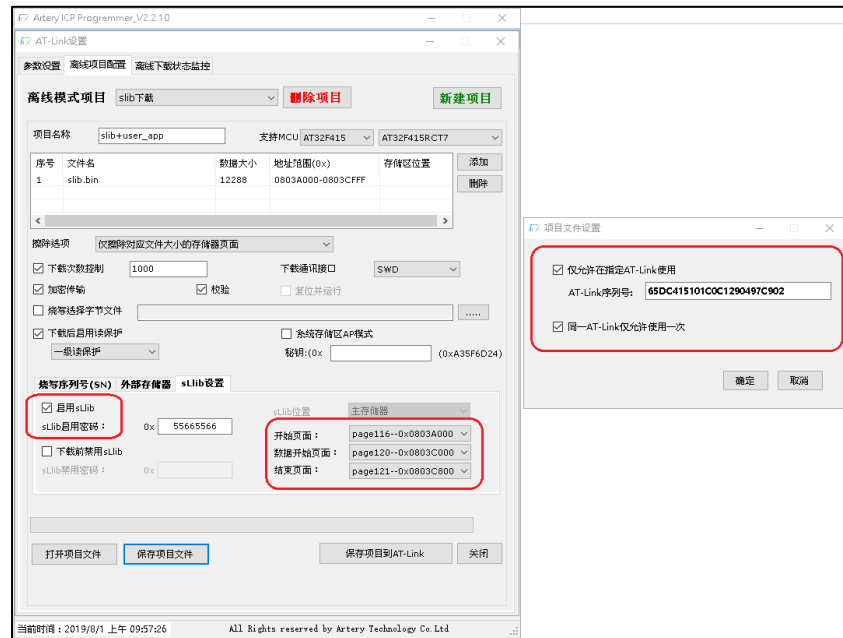 Artery ICP Programmer_V2.2.10
AT-Link设置
参数设置 离线项目配置 离线下载状态监控
离线模式项目 slib下载 删除项目 新建项目
项目名称 slib+user_app 支持MCU AT32F415 AT32F415RCT7
序号 文件名 数据大小 地址范围(0x) 存储区位置 添加
1 slib.bin 12288 0803A000-0803CFFF 删除
擦除选项 仅擦除对应文件大小的存储器页面
下载次数控制 1000 下载通讯接口 SWD
加密传输 校验 复位并运行
烧写选择字节文件 .....
下载后启用读保护 系统存储区AP模式
一级读保护 秘钥:(0x (0xA35F6D24)
烧写序列号(SN) 外部存储器 sLlib设置
启用sLlib sLlib位置 主存储器
sLlib启用密码： 0x 55665566 开始页面： page116--0x0803A000
下载前禁用sLlib 数据开始页面： page120--0x0803C000
sLlib禁用密码： 0x 结束页面： page121--0x0803C800
打开项目文件 保存项目文件 保存项目到AT-Link 关闭
当前时间：2019/8/1 上午 09:57:26 All Rights reserved by Artery Technology Co.Ltd
项目文件设置
仅允许在指定AT-Link使用
AT-Link序列号: 65DC415101C0C1290497C902
同一AT-Link仅允许使用一次
确定 取消